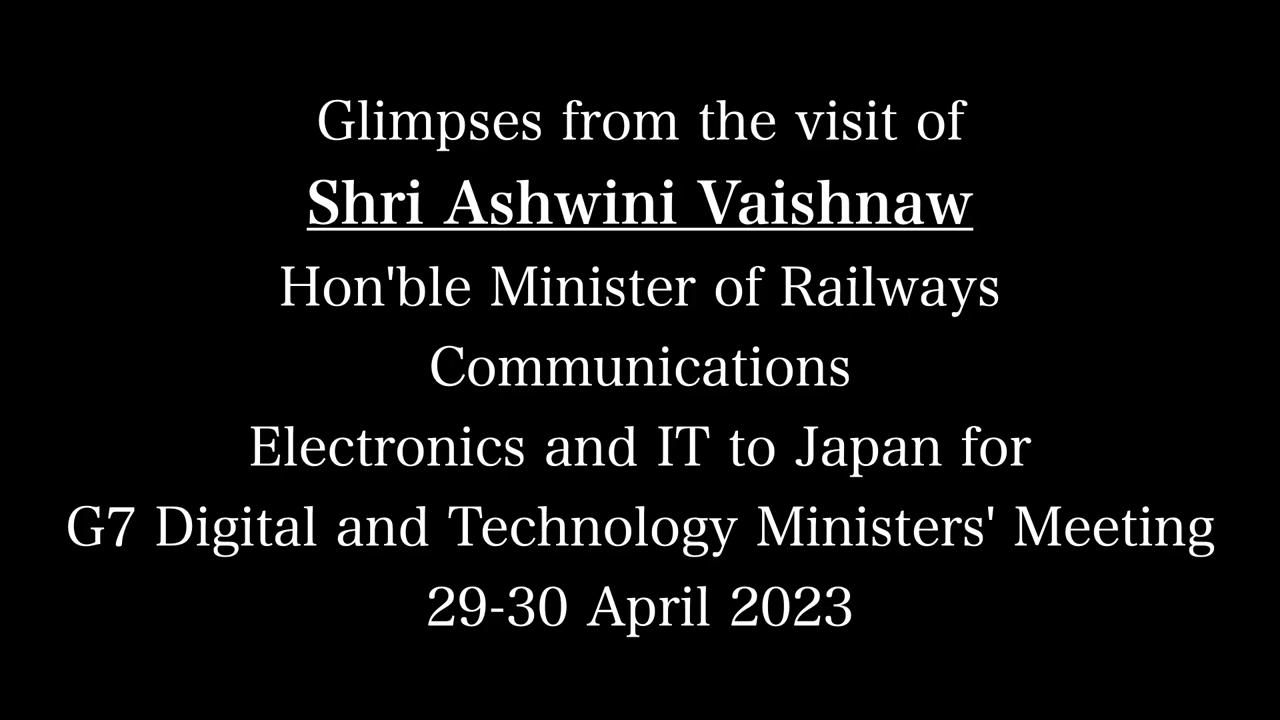 Glimpses from the visit of
Shri Ashwini Vaishnaw
Hon'ble Minister of Railways
Communications
Electronics and IT to Japan for
G7 Digital and Technology Ministers' Meeting
29-30 April 2023